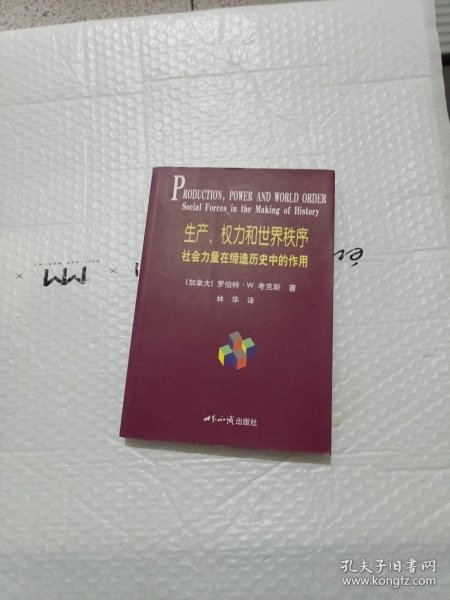 PRODUCTION, POWER AND WORLD ORDER
Social Forces in the Making of History
生产、权力和世界秩序
社会力量在缔造历史中的作用
[加拿大] 罗伯特·W.考克斯 著
林 华 译
世界知识出版社
MM
×
×
孔夫子旧书网
www.kongfz.com